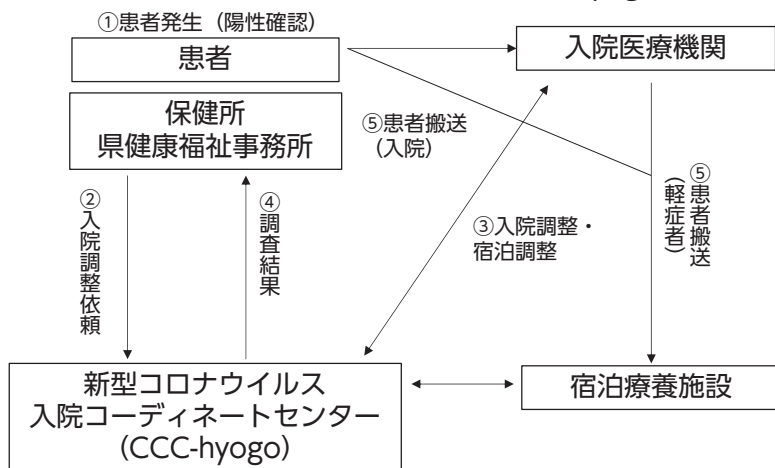 ①患者発生（陽性確認）
患者
入院医療機関
保健所
県健康福祉事務所
⑤患者搬送
（入院）
②入院調整依頼
④調査結果
③入院調整・
宿泊調整
⑤患者搬送
（軽症者）
新型コロナウイルス
入院コーディネートセンター
（CCC-hyogo）
宿泊療養施設